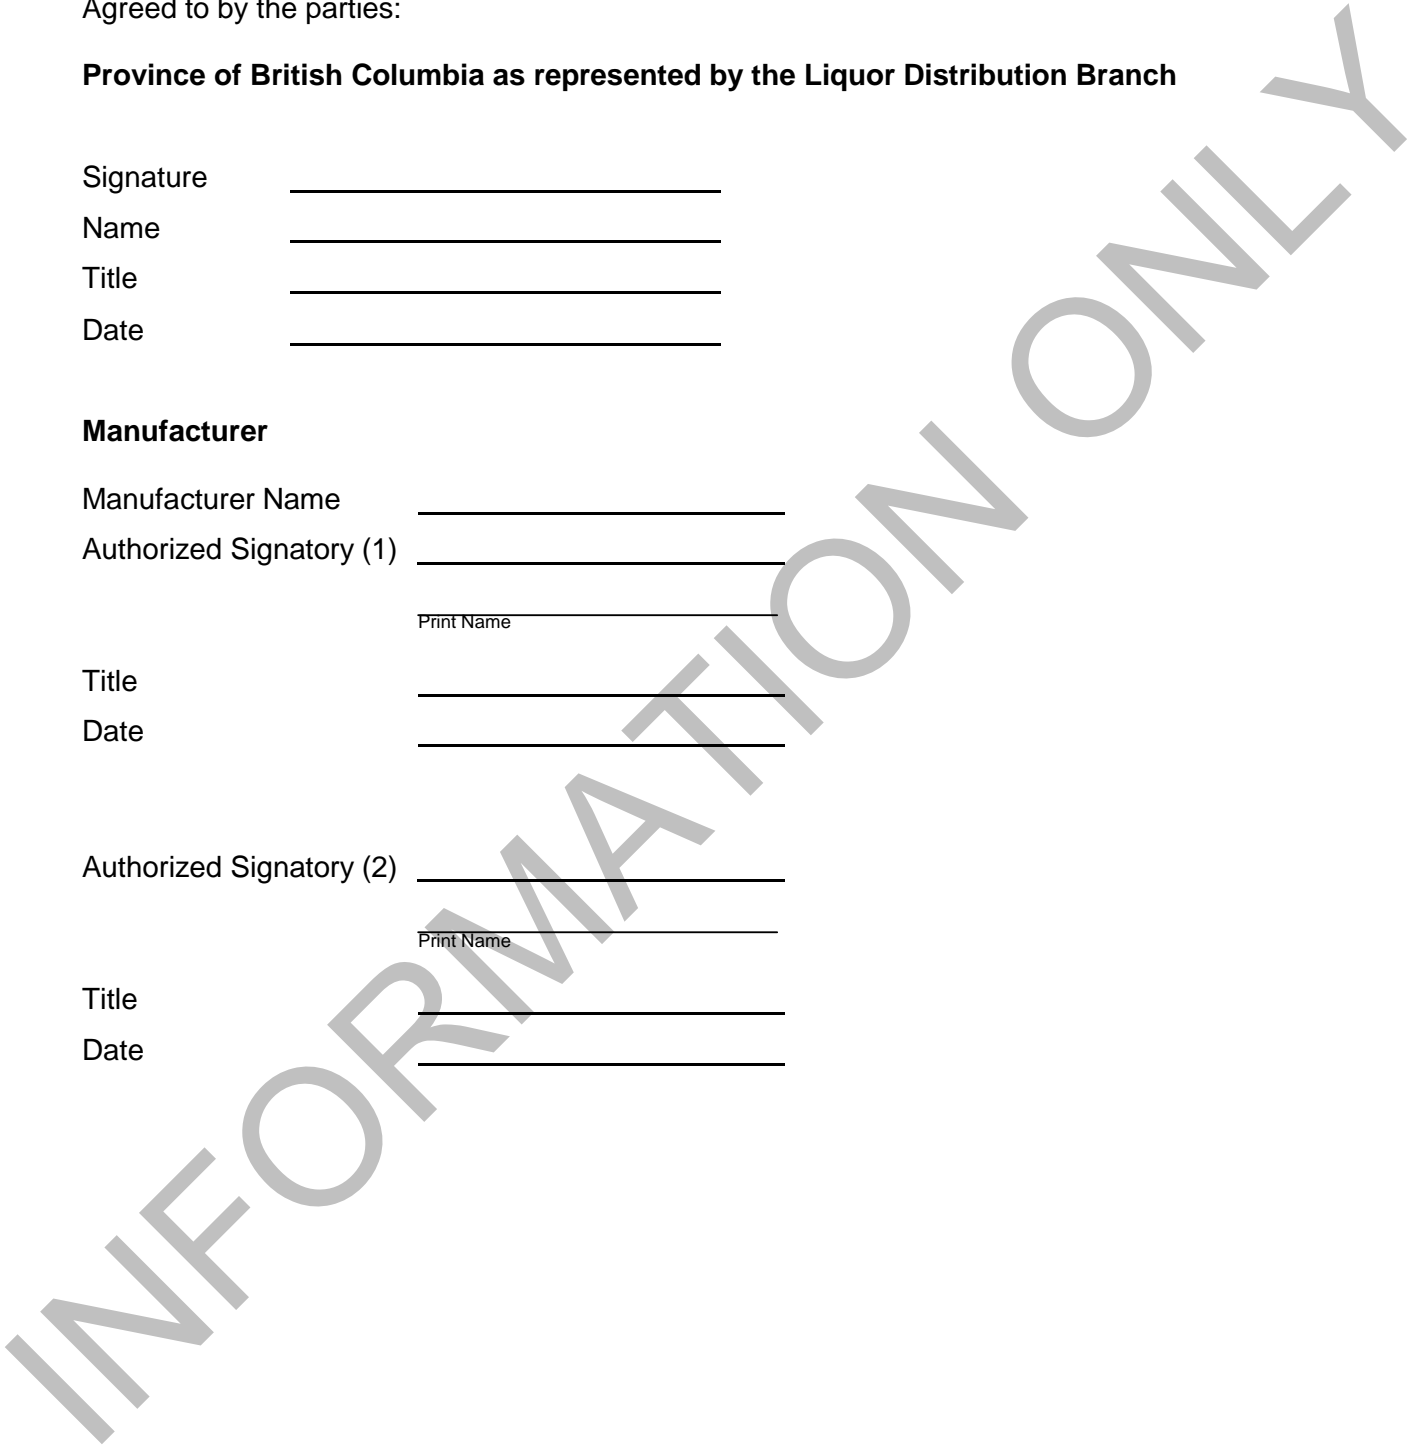 Agreed to by the parties:
Province of British Columbia as represented by the Liquor Distribution Branch
Signature
Name
Title
Date
Manufacturer
Manufacturer Name
Authorized Signatory (1)
Print Name
Title
Date
Authorized Signatory (2)
Print Name
Title
Date
INFORMATION ONLY